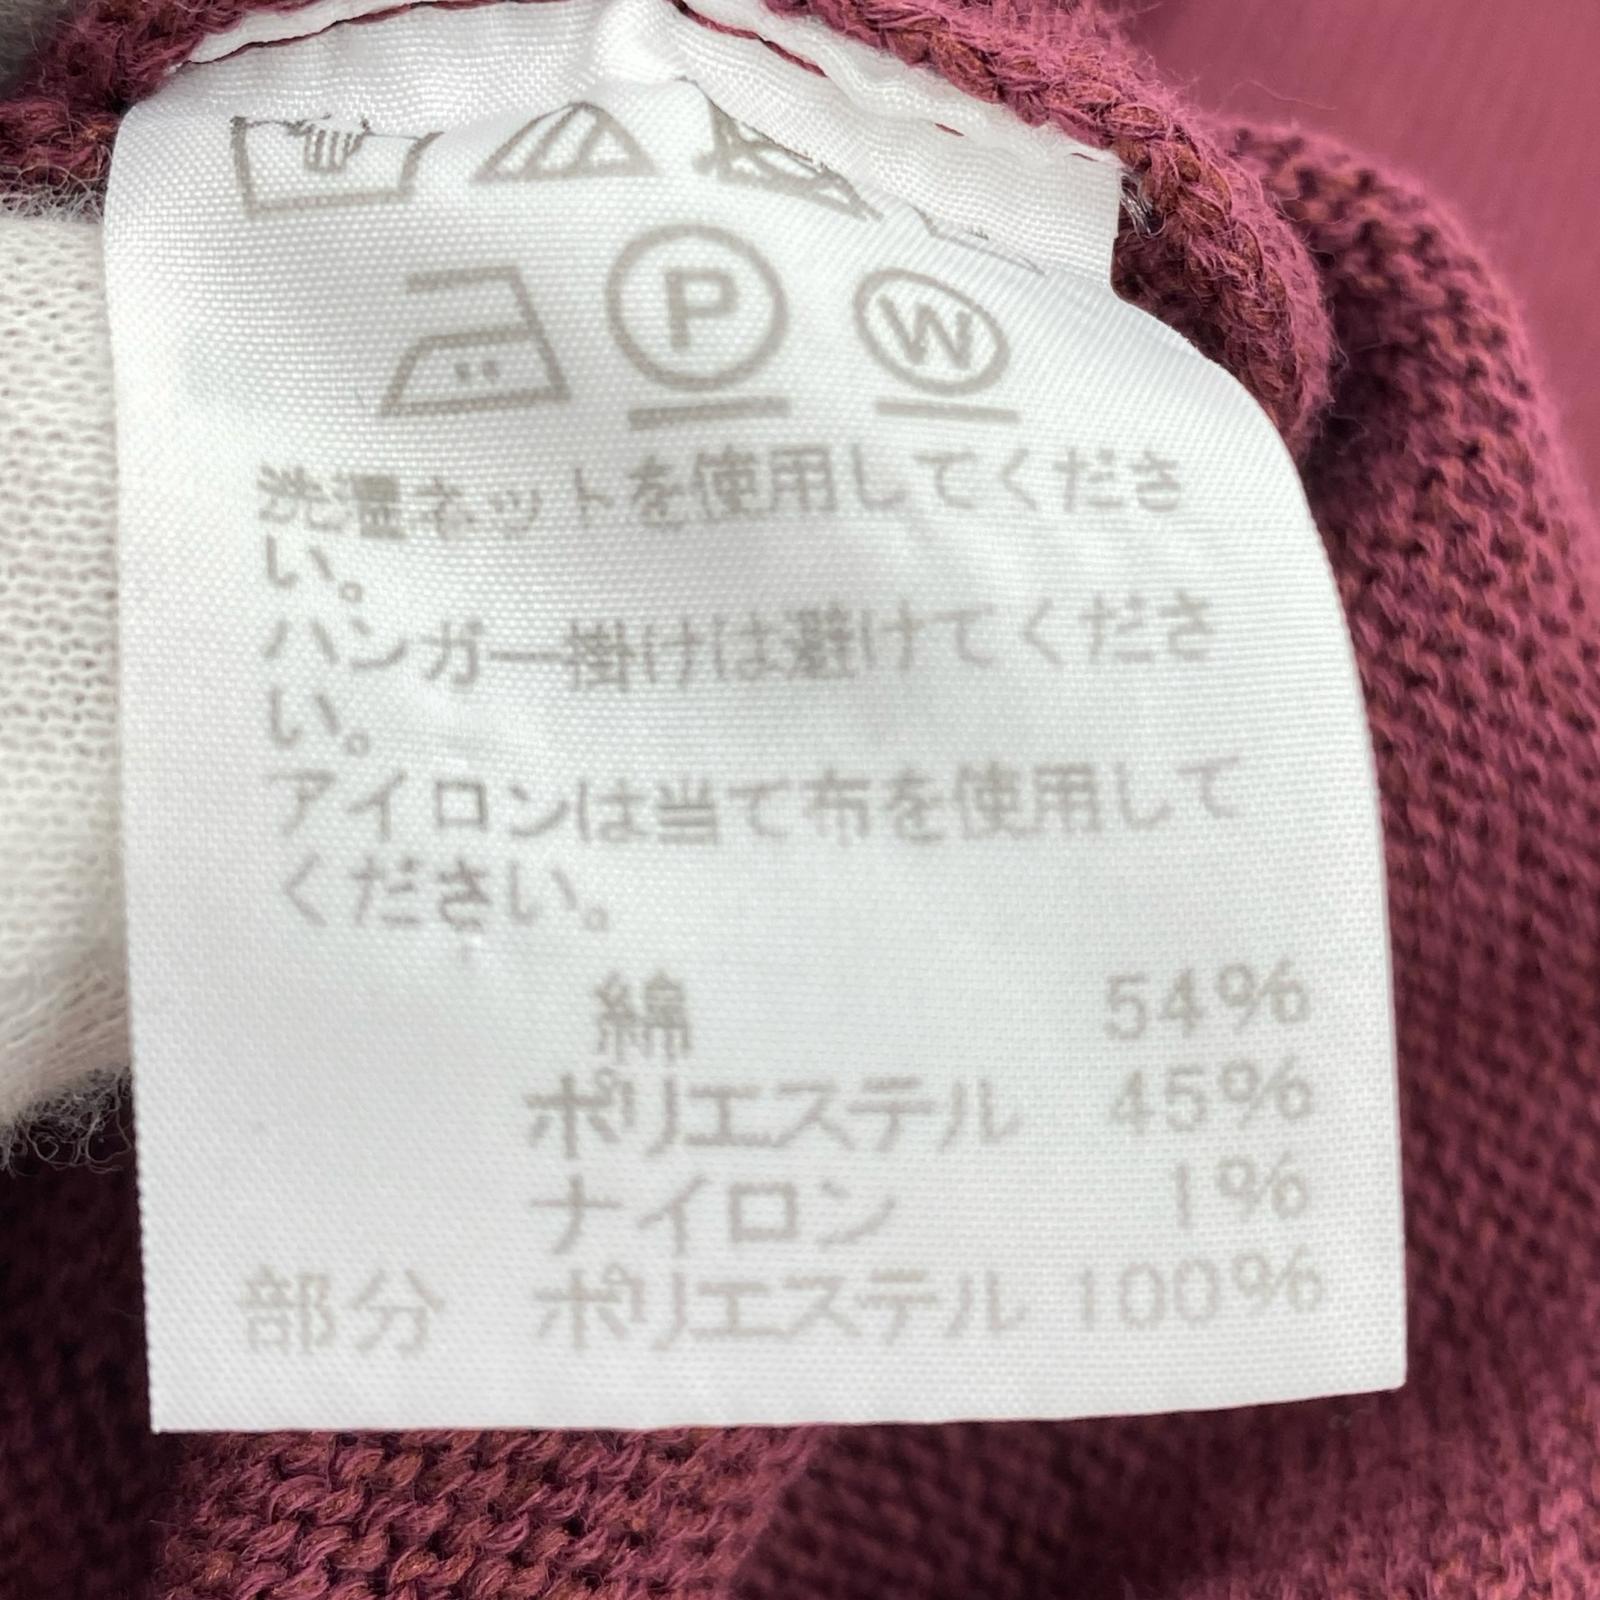 P W
洗濯ネットを使用してくださ
い。
ハンガー掛けは避けてくださ
い。
アイロンは当て布を使用して
ください。
綿 54%
ポリエステル 45%
ナイロン 1%
部分 ポリエステル 100%